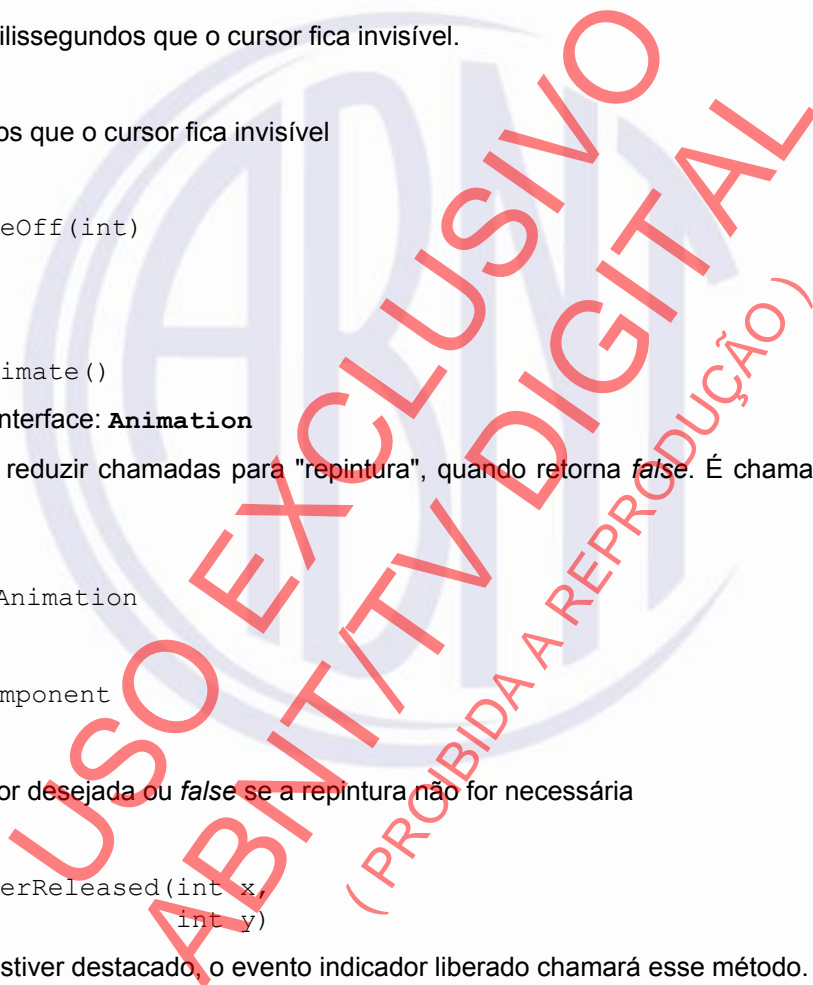 ilissegundos que o cursor fica invisível.
os que o cursor fica invisível
eOff(int)
imate()
nterface: Animation
reduzir chamadas para "repintura", quando retorna false. É chama
Animation
mponent
or desejada ou false se a repintura não for necessária
erReleased(int x,
int y)
stiver destacado, o evento indicador liberado chamará esse método.
ABNT
USO EXCLUSIVO
ABNT/TV DIGITAL
( PROIBIDA A REPRODUÇÃO )